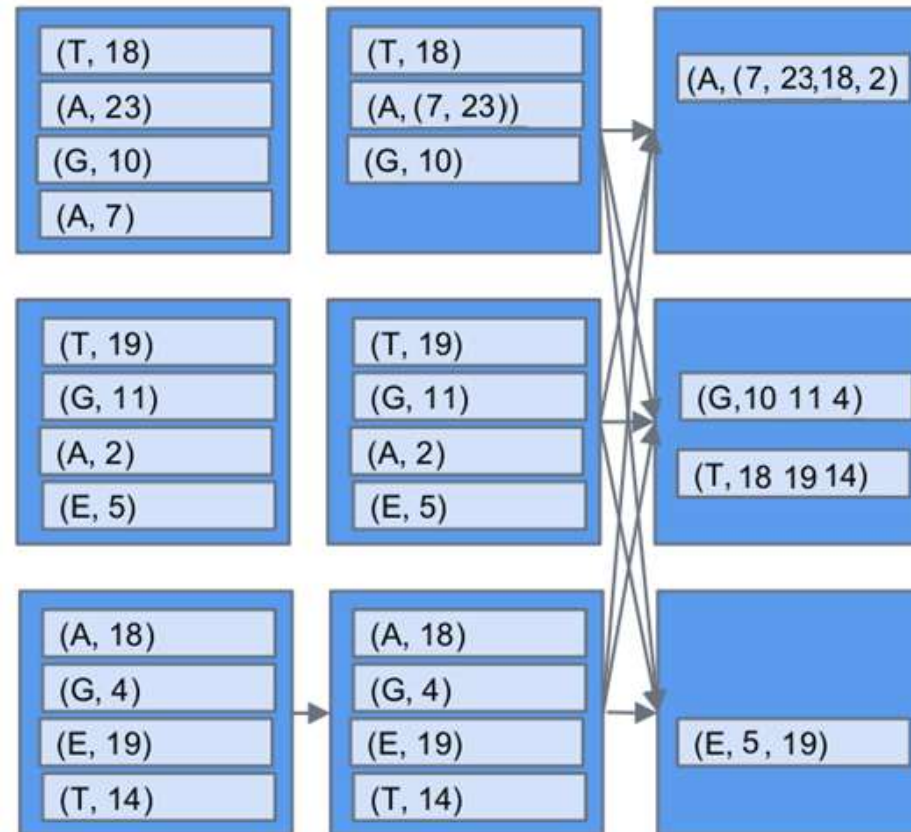 (T, 18)
(A, 23)
(G, 10)
(A, 7)
(T, 18)
(A, (7, 23))
(G, 10)
(A, (7, 23,18, 2)
(T, 19)
(G, 11)
(A, 2)
(E, 5)
(T, 19)
(G, 11)
(A, 2)
(E, 5)
(G,10 11 4)
(T, 18 19 14)
(A, 18)
(G, 4)
(E, 19)
(T, 14)
(A, 18)
(G, 4)
(E, 19)
(T, 14)
(E, 5 , 19)